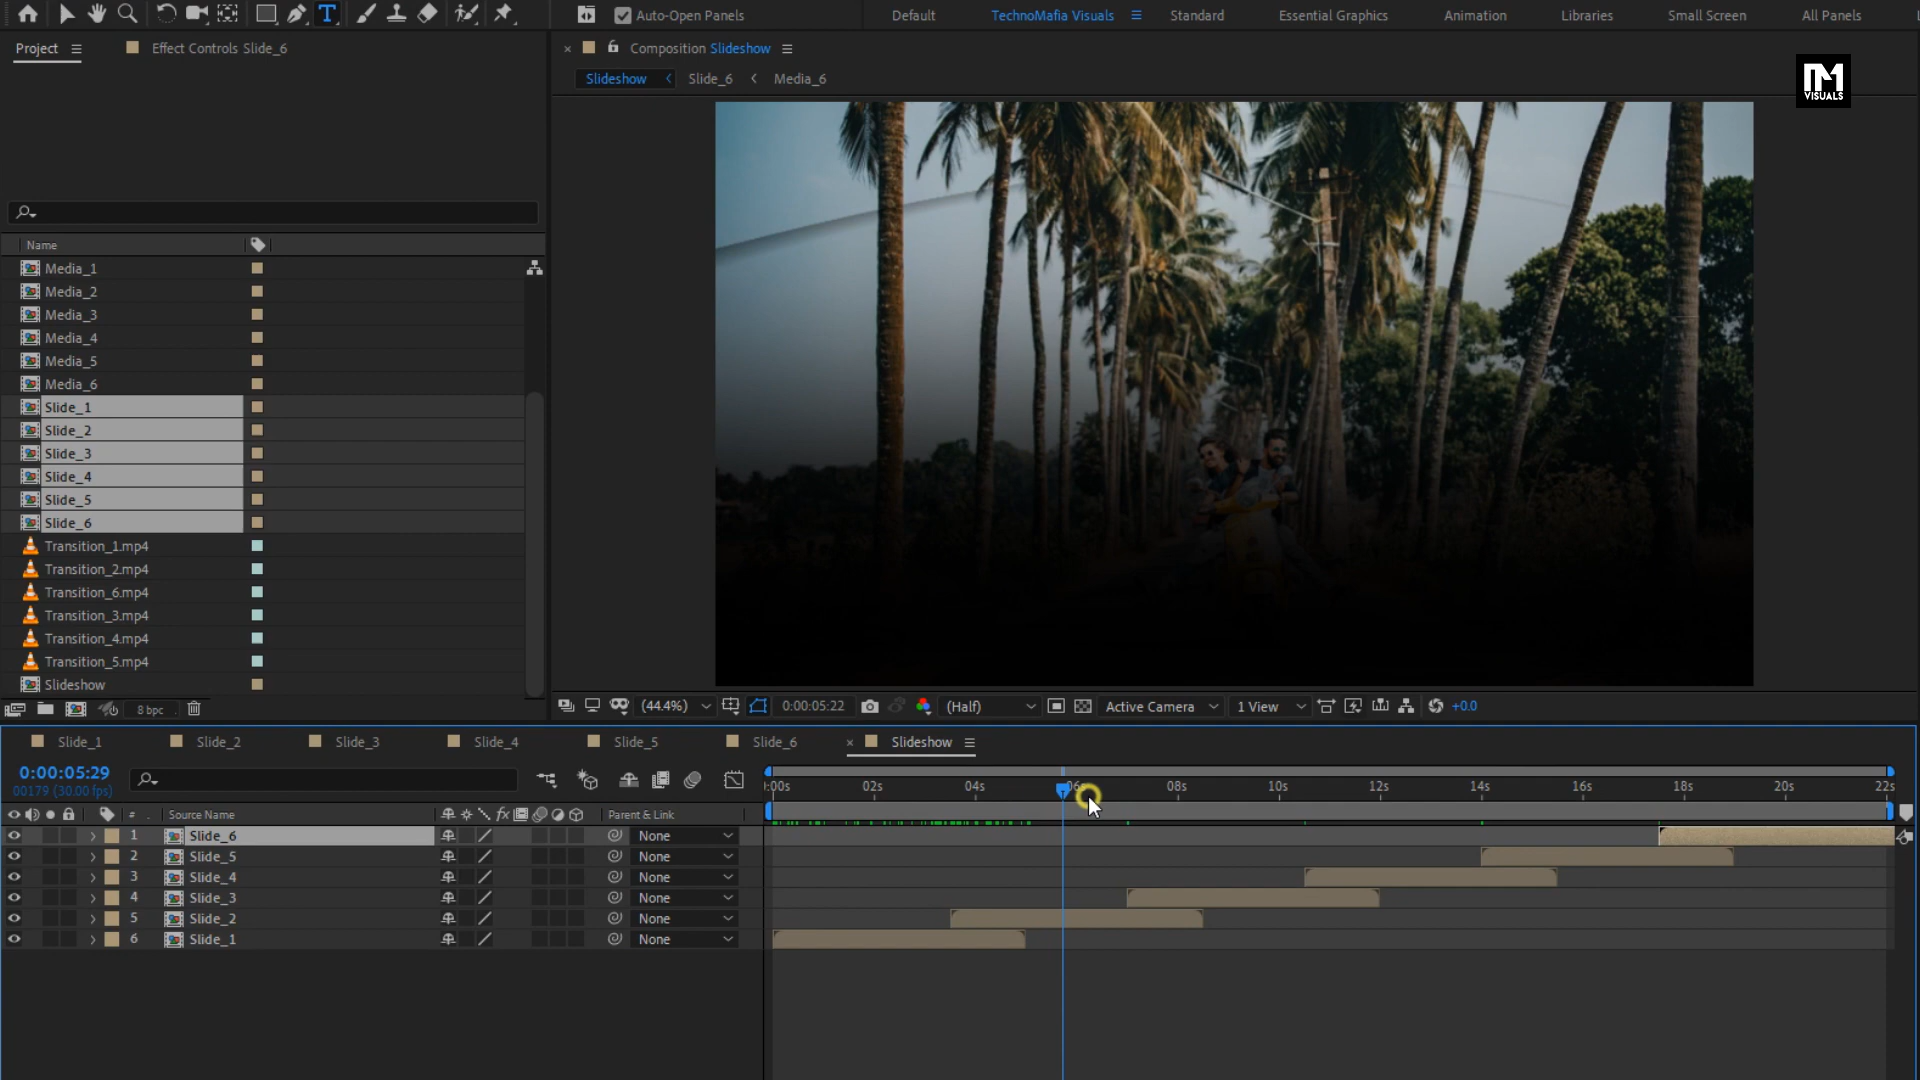 Auto-Open Panels
Default
TechnoMafia Visuals
Standard
Essential Graphics
Animation
Libraries
Small Screen
All Panels
Project
Effect Controls Slide_6
Composition Slideshow
Slideshow
Slide_6
Media_6
VISUALS
Name
Media_1
Media_2
Media_3
Media_4
Media_5
Media_6
Slide_1
Slide_2
Slide_3
Slide_4
Slide_5
Slide_6
Transition_1.mp4
Transition_2.mp4
Transition_6.mp4
Transition_3.mp4
Transition_4.mp4
Transition_5.mp4
Slideshow
8 bpc
(44.4%)
0:00:05:22
(Half)
Active Camera
1 View
+0.0
Slide_1
Slide_2
Slide_3
Slide_4
Slide_5
Slide_6
Slideshow
0:00:05:29
00179 (30.00 fps)
:00s 02s 04s 06s 08s 10s 12s 14s 16s 18s 20s 22s
# Source Name fx Parent & Link
1 Slide_6 None
2 Slide_5 None
3 Slide_4 None
4 Slide_3 None
5 Slide_2 None
6 Slide_1 None